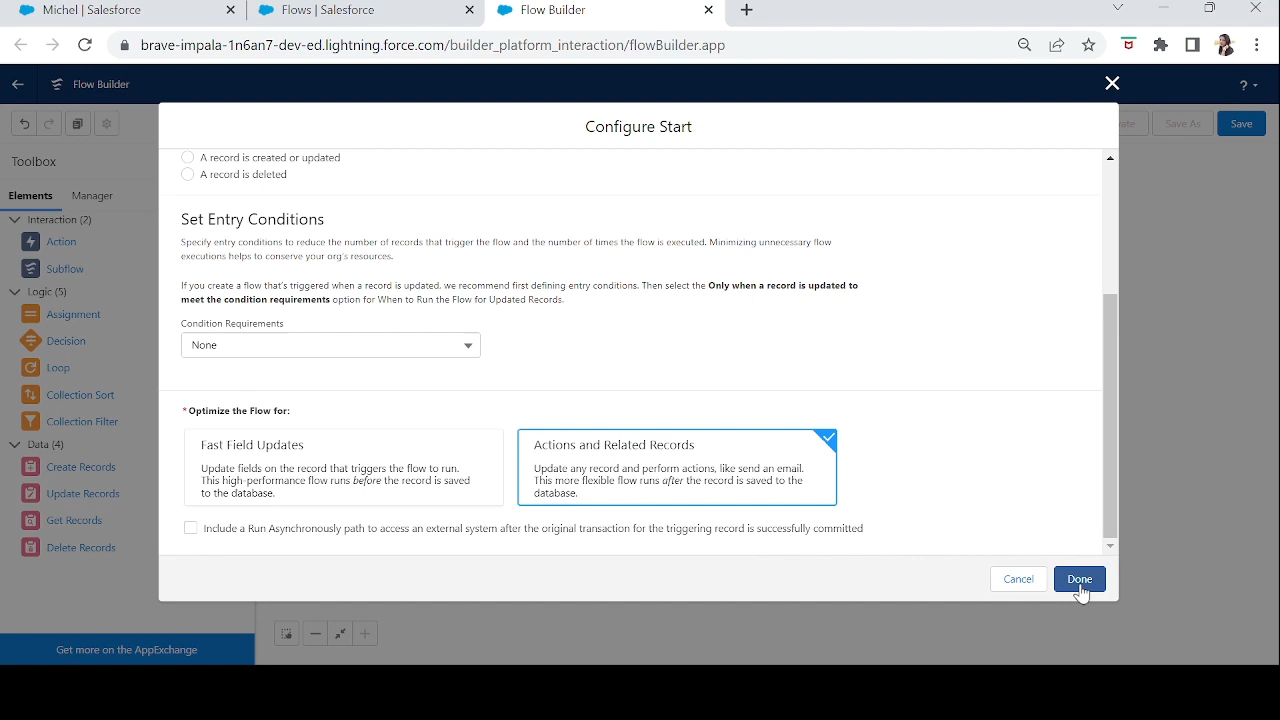 Michel | Salesforce
Flows | Salesforce
Flow Builder
brave-impala-1n6an7-dev-ed.lightning.force.com/builder_platform_interaction/flowBuilder.app
Flow Builder
?
Configure Start
ate
Save As
Save
Toolbox
Elements
Manager
Interaction (2)
Action
Subflow
Logic (5)
Assignment
Decision
Loop
Collection Sort
Collection Filter
Data (4)
Create Records
Update Records
Get Records
Delete Records
Get more on the AppExchange
A record is created or updated
A record is deleted
Set Entry Conditions
Specify entry conditions to reduce the number of records that trigger the flow and the number of times the flow is executed. Minimizing unnecessary flow
executions helps to conserve your org's resources.
If you create a flow that's triggered when a record is updated, we recommend first defining entry conditions. Then select the Only when a record is updated to
meet the condition requirements option for When to Run the Flow for Updated Records.
Condition Requirements
None
* Optimize the Flow for:
Fast Field Updates
Update fields on the record that triggers the flow to run.
This high-performance flow runs before the record is saved
to the database.
Actions and Related Records
Update any record and perform actions, like send an email.
This more flexible flow runs after the record is saved to the
database.
Include a Run Asynchronously path to access an external system after the original transaction for the triggering record is successfully committed
Cancel
Done